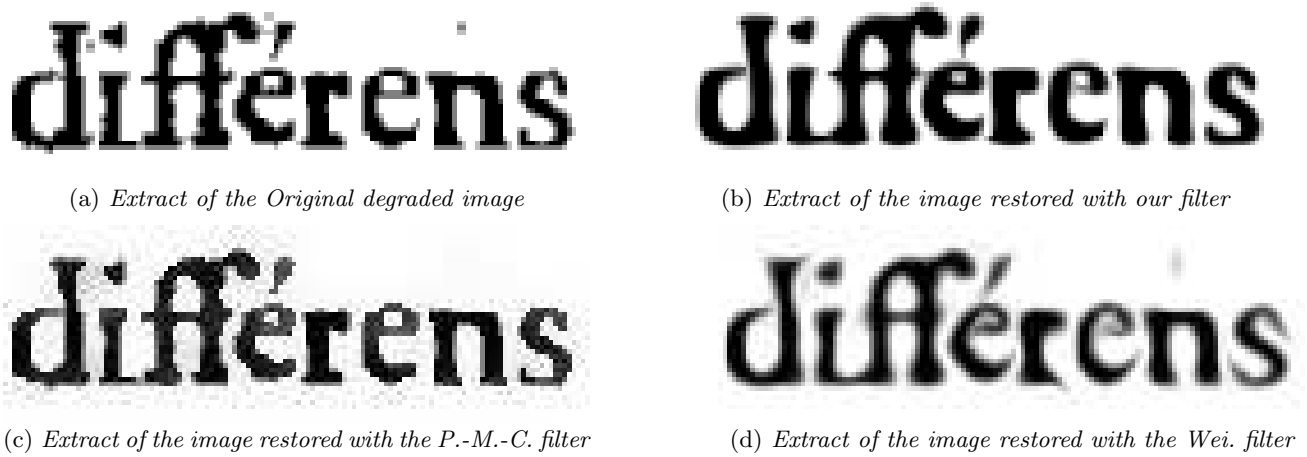 différens différens
(a) Extract of the Original degraded image (b) Extract of the image restored with our filter
différens différens
(c) Extract of the image restored with the P.-M.-C. filter (d) Extract of the image restored with the Wei. filter